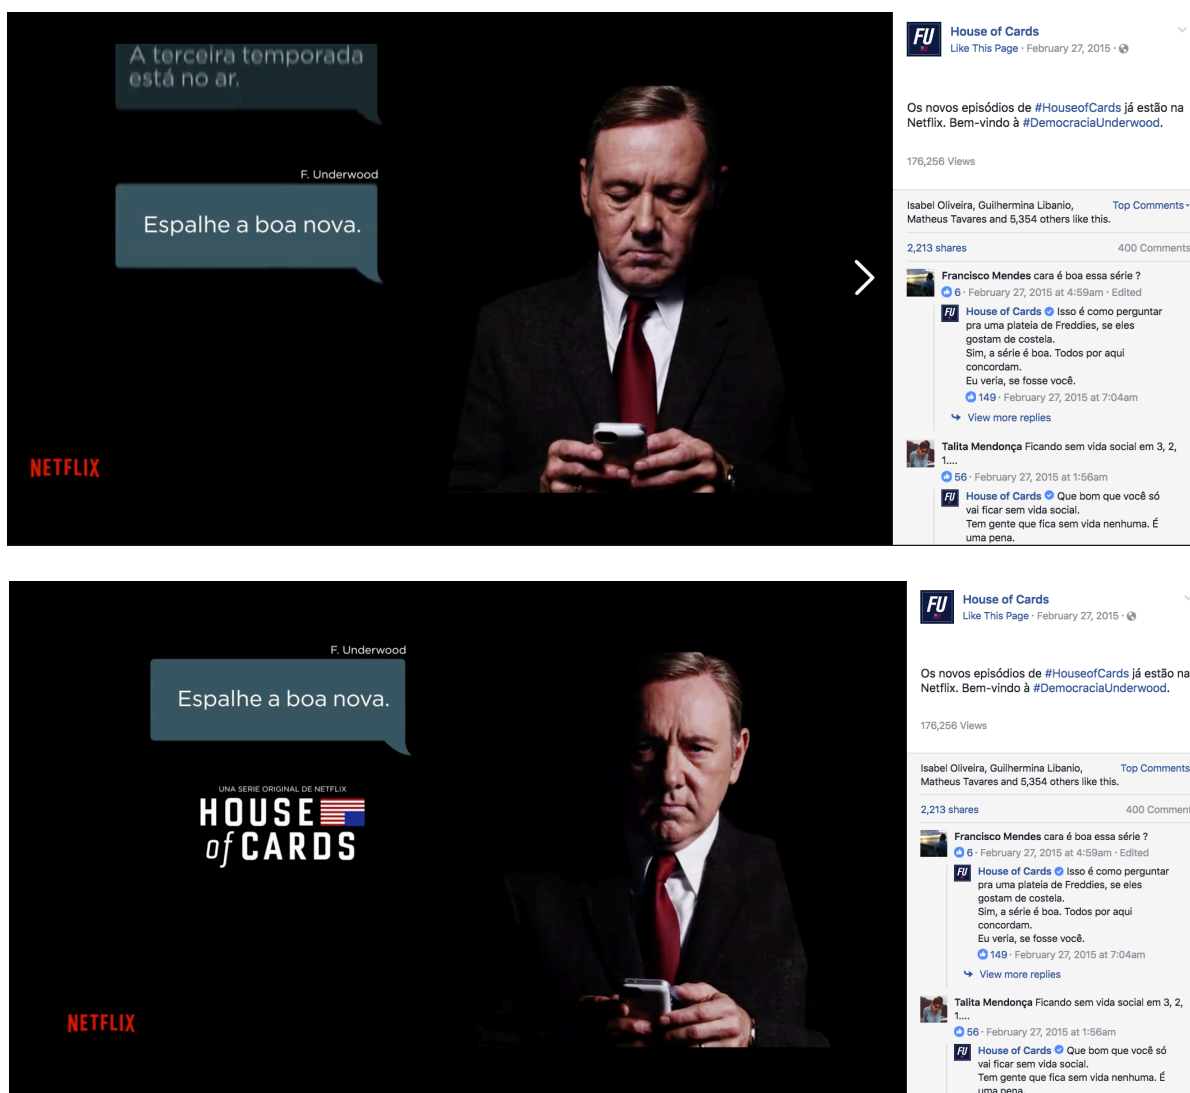 A terceira temporada
está no ar.
F. Underwood
Espalhe a boa nova.
NETFLIX
FU
House of Cards
Like This Page · February 27, 2015 ·
Os novos episódios de #HouseofCards já estão na
Netflix. Bem-vindo à #DemocraciaUnderwood.
176,256 Views
Isabel Oliveira, Guilhermina Libanio,
Matheus Tavares and 5,354 others like this.
Top Comments
2,213 shares
400 Comments
Francisco Mendes cara é boa essa série ?
6 · February 27, 2015 at 4:59am · Edited
FU
House of Cards Isso é como perguntar
pra uma plateia de Freddies, se eles
gostam de costela.
Sim, a série é boa. Todos por aqui
concordam.
Eu veria, se fosse você.
149 · February 27, 2015 at 7:04am
View more replies
Talita Mendonça Ficando sem vida social em 3, 2,
1....
56 · February 27, 2015 at 1:56am
FU
House of Cards Que bom que você só
vai ficar sem vida social.
Tem gente que fica sem vida nenhuma. É
uma pena.
F. Underwood
Espalhe a boa nova.
UNA SERIE ORIGINAL DE NETFLIX
HOUSE
of CARDS
NETFLIX
FU
House of Cards
Like This Page · February 27, 2015 ·
Os novos episódios de #HouseofCards já estão na
Netflix. Bem-vindo à #DemocraciaUnderwood.
176,256 Views
Isabel Oliveira, Guilhermina Libanio,
Matheus Tavares and 5,354 others like this.
Top Comments
2,213 shares
400 Comment
Francisco Mendes cara é boa essa série ?
6 · February 27, 2015 at 4:59am · Edited
FU
House of Cards Isso é como perguntar
pra uma plateia de Freddies, se eles
gostam de costela.
Sim, a série é boa. Todos por aqui
concordam.
Eu veria, se fosse você.
149 · February 27, 2015 at 7:04am
View more replies
Talita Mendonça Ficando sem vida social em 3, 2,
1....
56 · February 27, 2015 at 1:56am
FU
House of Cards Que bom que você só
vai ficar sem vida social.
Tem gente que fica sem vida nenhuma. É
uma pena.